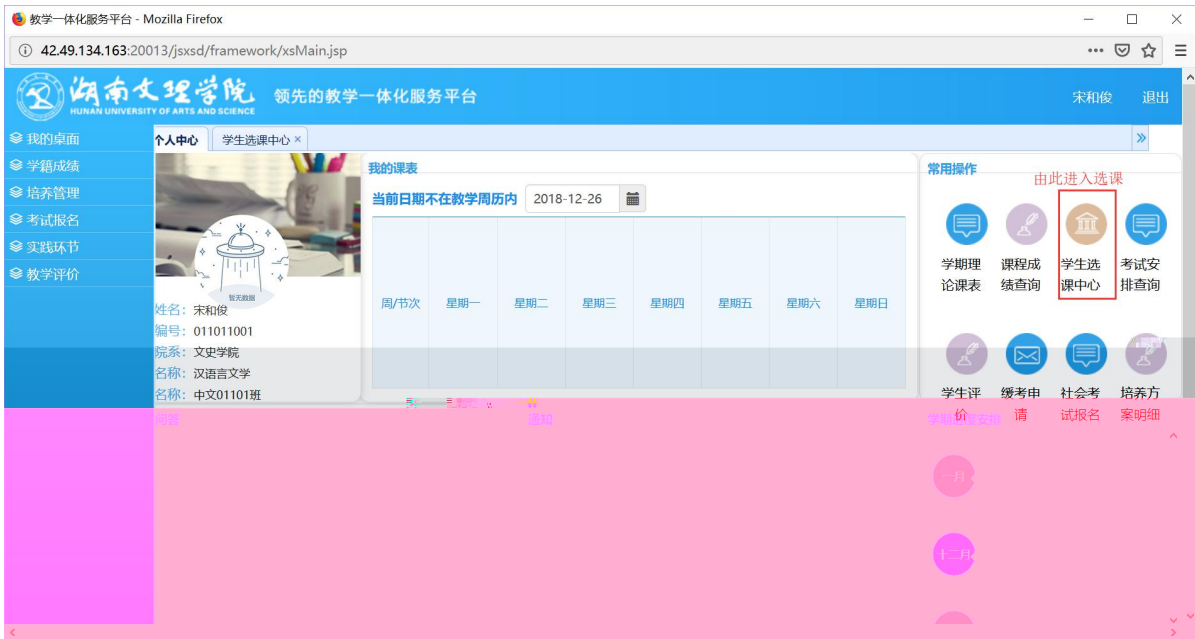 教学一体化服务平台 - Mozilla Firefox
42.49.134.163:20013/jsxsd/framework/xsMain.jsp
湖南文理学院
HUNAN UNIVERSITY OF ARTS AND SCIENCE
领先的教学一体化服务平台
宋和俊 退出
我的桌面
学籍成绩
培养管理
考试报名
实践环节
教学评价
个人中心 学生选课中心 ×
暂无数据
姓名：宋和俊
编号：011011001
院系：文史学院
名称：汉语言文学
名称：中文01101班
我的课表
当前日期不在教学周历内 2018-12-26
周/节次 星期一 星期二 星期三 星期四 星期五 星期六 星期日
常用操作
由此进入选课
学期理论课表
课程成绩查询
学生选课中心
考试安排查询
学生评价
缓考申请
社会考试报名
培养方案明细
问答
通知
一月
十二月